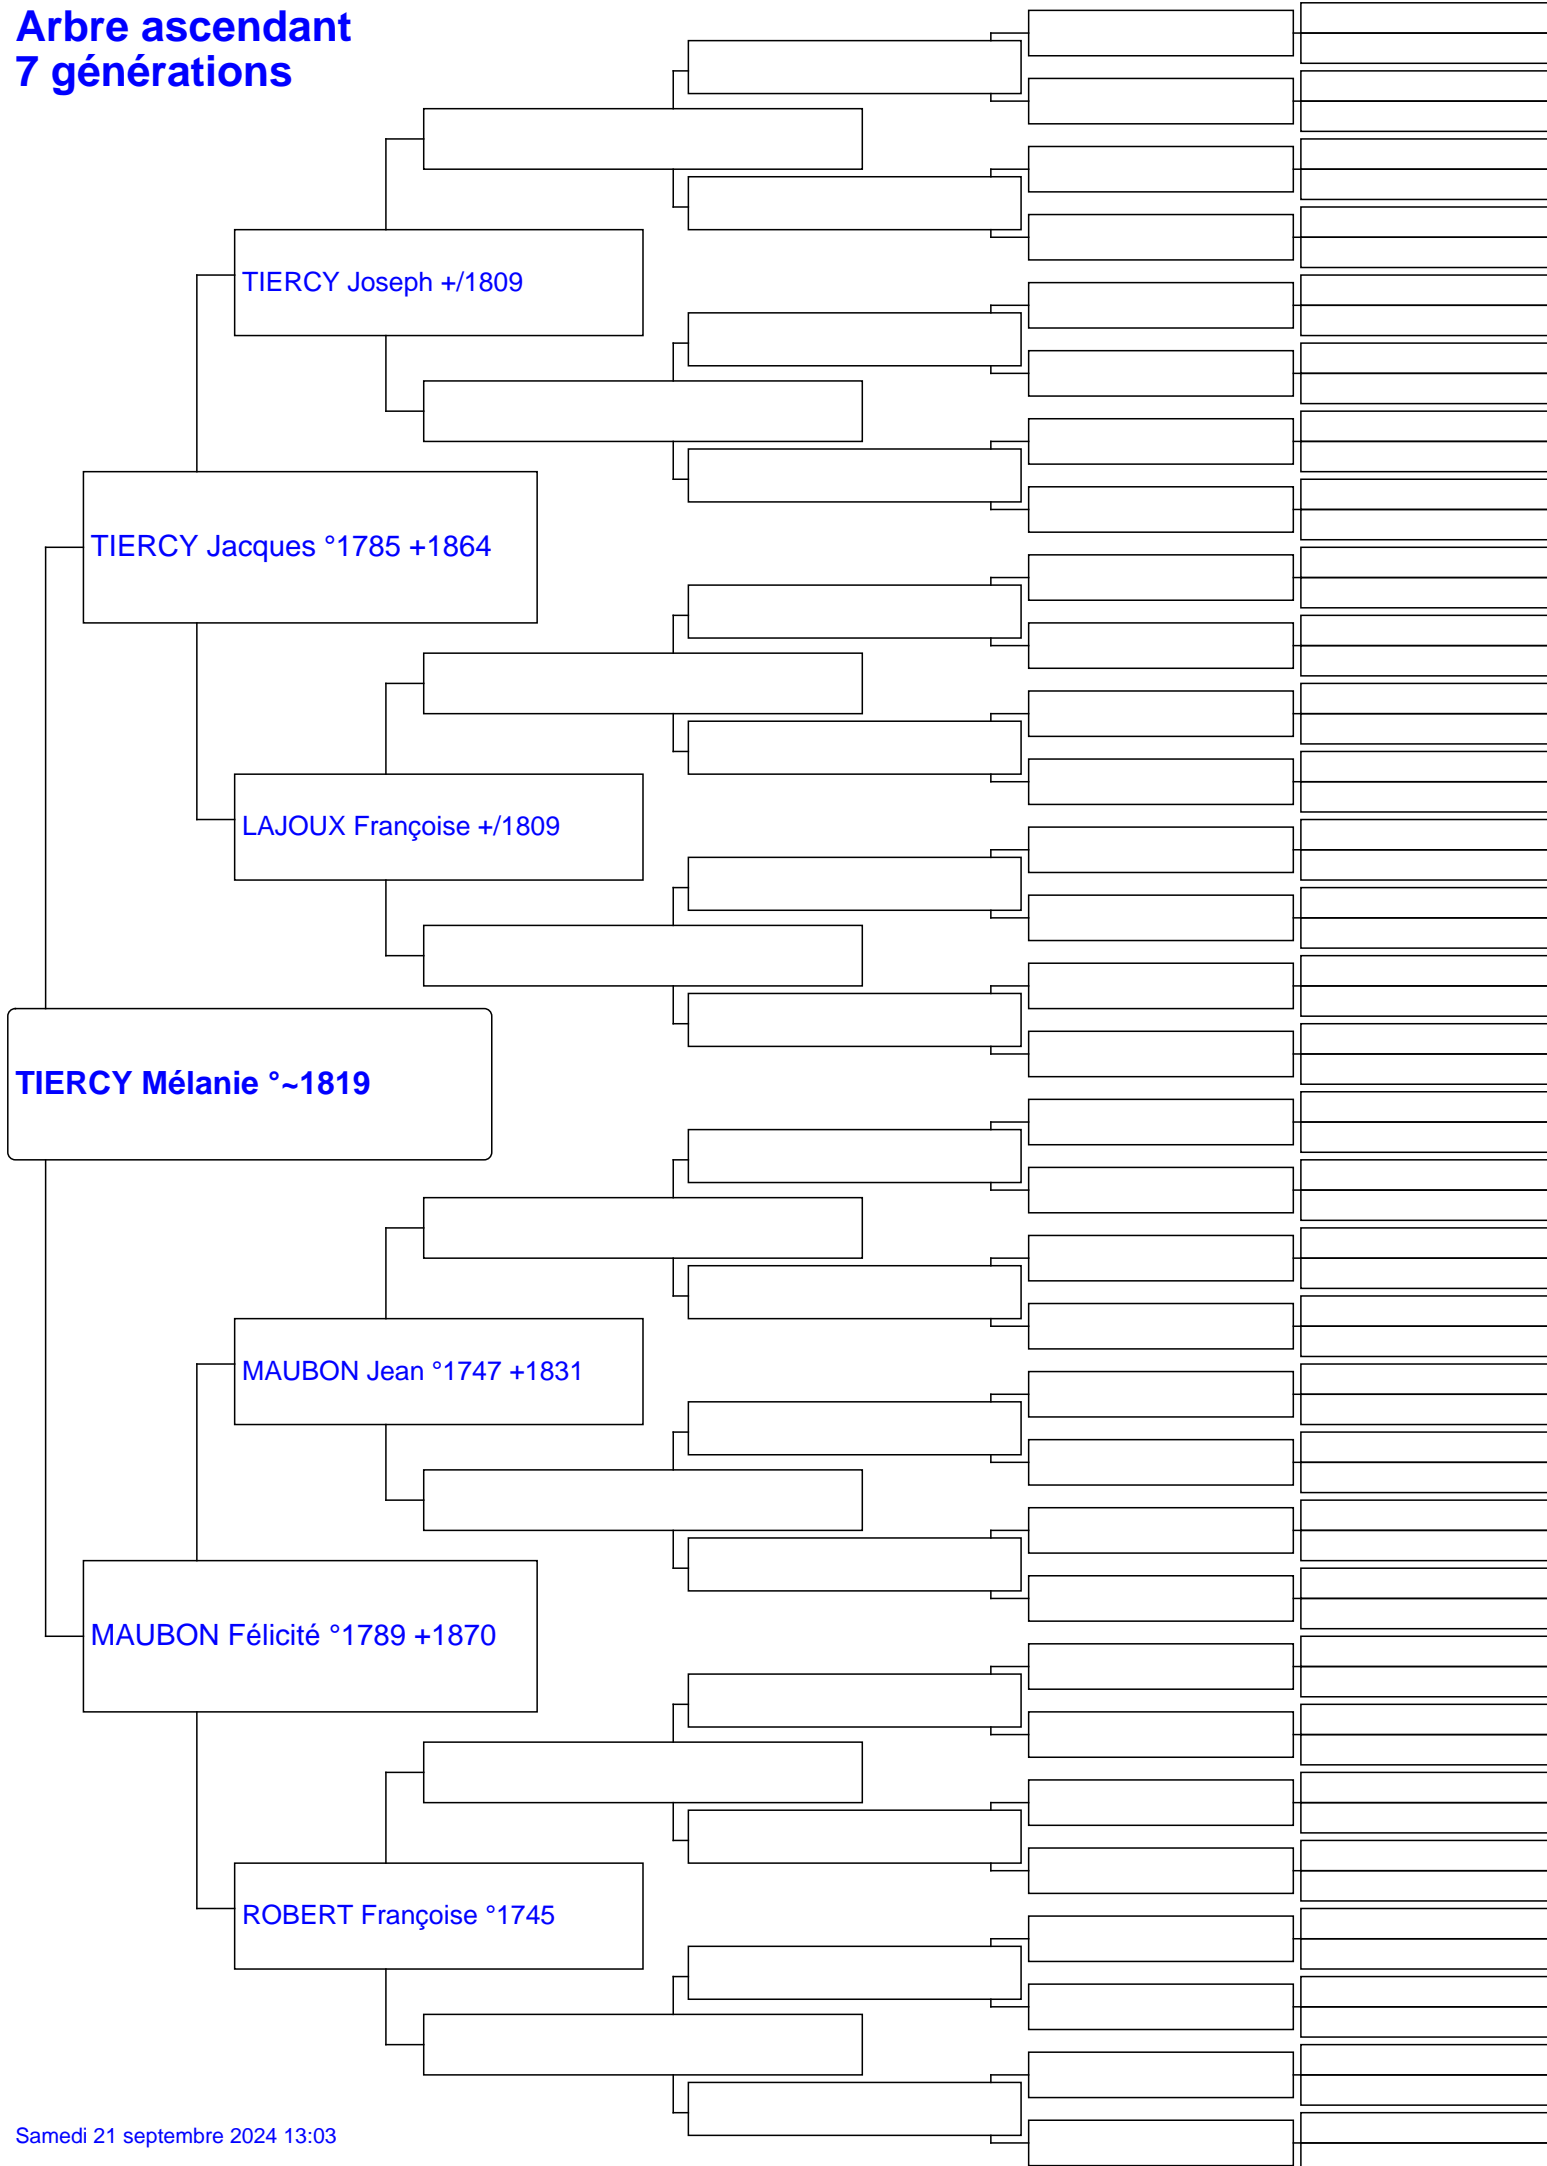 Arbre ascendant
7 générations
TIERCY Joseph +/1809
TIERCY Jacques °1785 +1864
LAJOUX Françoise +/1809
TIERCY Mélanie °~1819
MAUBON Jean °1747 +1831
MAUBON Félicité °1789 +1870
ROBERT Françoise °1745
Samedi 21 septembre 2024 13:03